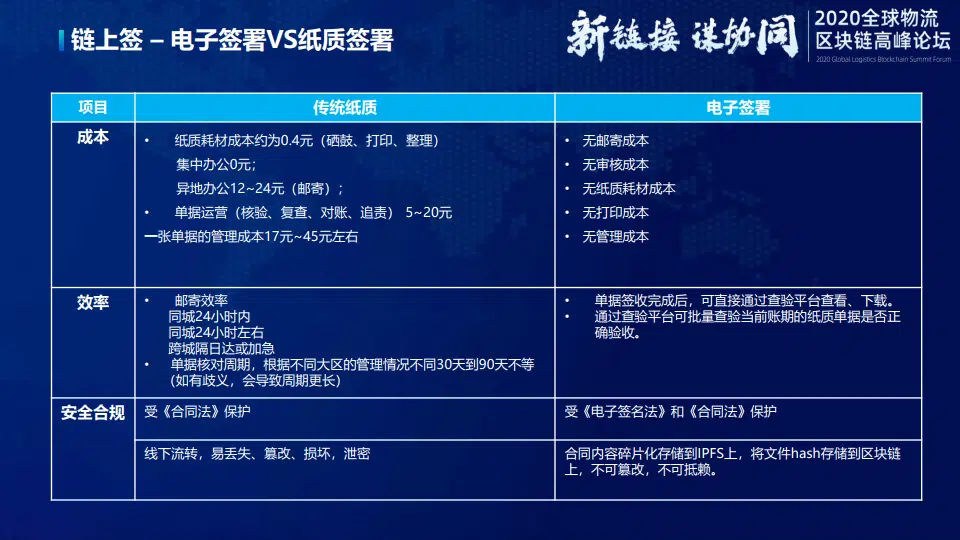 链上签 – 电子签署VS纸质签署
新链接 谋协同
2020全球物流
区块链高峰论坛
2020 Global Logistics Blockchain Summit Forum
项目
传统纸质
电子签署
成本
• 纸质耗材成本约为0.4元（硒鼓、打印、整理）
集中办公0元；
异地办公12~24元（邮寄）；
• 单据运营（核验、复查、对账、追责） 5~20元
一张单据的管理成本17元~45元左右
• 无邮寄成本
• 无审核成本
• 无纸质耗材成本
• 无打印成本
• 无管理成本
效率
• 邮寄效率
同城24小时内
同城24小时左右
跨城隔日达或加急
• 单据核对周期，根据不同大区的管理情况不同30天到90天不等
（如有歧义，会导致周期更长）
• 单据签收完成后，可直接通过查验平台查看、下载。
• 通过查验平台可批量查验当前账期的纸质单据是否正
确验收。
安全合规
受《合同法》保护
受《电子签名法》和《合同法》保护
线下流转，易丢失、篡改、损坏，泄密
合同内容碎片化存储到IPFS上，将文件hash存储到区块链
上，不可篡改，不可抵赖。